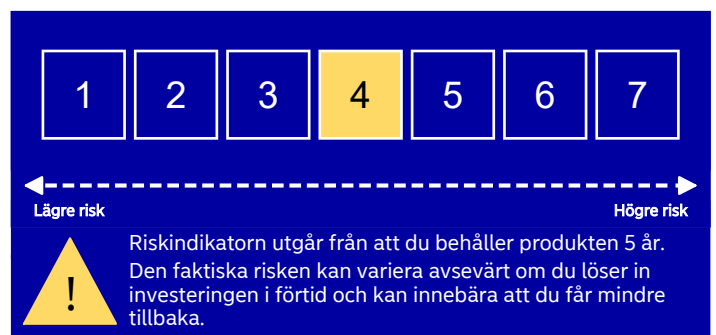 1 2 3 4 5 6 7
Lägre risk Högre risk
Riskindikatorn utgår från att du behåller produkten 5 år.
Den faktiska risken kan variera avsevärt om du löser in
investeringen i förtid och kan innebära att du får mindre
tillbaka.
!